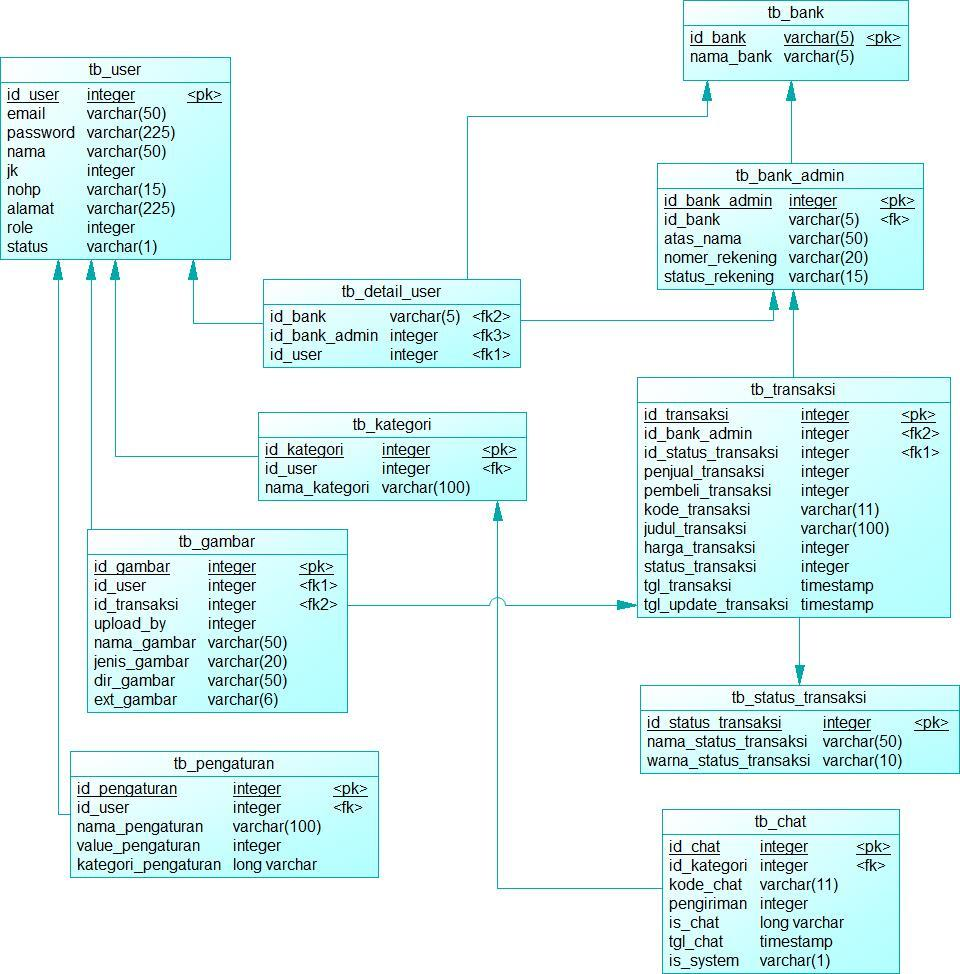 tb_bank
id_bank varchar(5) <pk>
nama_bank varchar(5)
tb_user
id_user integer <pk>
email varchar(50)
password varchar(225)
nama varchar(50)
jk integer
nohp varchar(15)
alamat varchar(225)
role integer
status varchar(1)
tb_bank_admin
id_bank_admin integer <pk>
id_bank varchar(5) <fk>
atas_nama varchar(50)
nomer_rekening varchar(20)
status_rekening varchar(15)
tb_detail_user
id_bank varchar(5) <fk2>
id_bank_admin integer <fk3>
id_user integer <fk1>
tb_transaksi
id_transaksi integer <pk>
id_bank_admin integer <fk2>
id_status_transaksi integer <fk1>
penjual_transaksi integer
pembeli_transaksi integer
kode_transaksi varchar(11)
judul_transaksi varchar(100)
harga_transaksi integer
status_transaksi integer
tgl_transaksi timestamp
tgl_update_transaksi timestamp
tb_kategori
id_kategori integer <pk>
id_user integer <fk>
nama_kategori varchar(100)
tb_gambar
id_gambar integer <pk>
id_user integer <fk1>
id_transaksi integer <fk2>
upload_by integer
nama_gambar varchar(50)
jenis_gambar varchar(20)
dir_gambar varchar(50)
ext_gambar varchar(6)
tb_status_transaksi
id_status_transaksi integer <pk>
nama_status_transaksi varchar(50)
warna_status_transaksi varchar(10)
tb_pengaturan
id_pengaturan integer <pk>
id_user integer <fk>
nama_pengaturan varchar(100)
value_pengaturan integer
kategori_pengaturan long varchar
tb_chat
id_chat integer <pk>
id_kategori integer <fk>
kode_chat varchar(11)
pengiriman integer
is_chat long varchar
tgl_chat timestamp
is_system varchar(1)